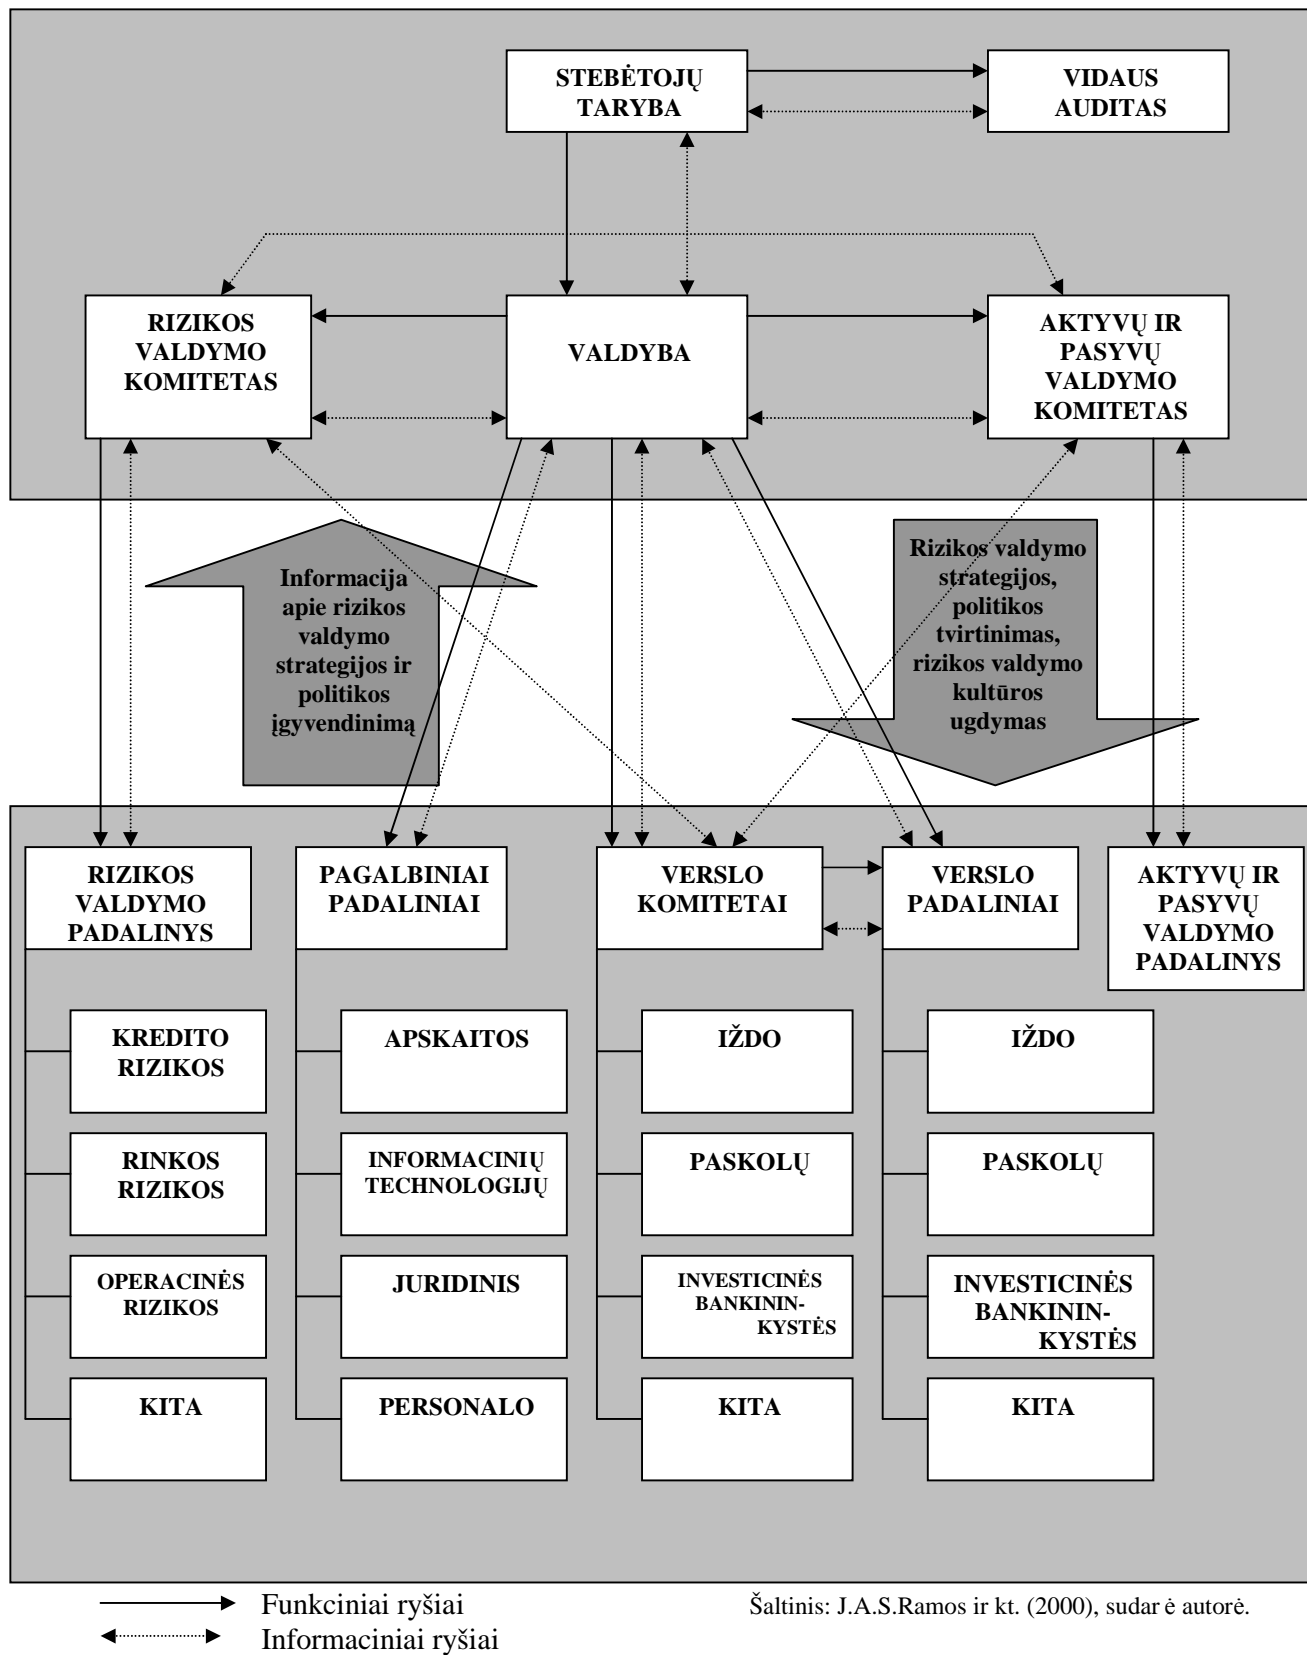 STEBĖTOJŲ
TARYBA
VIDAUS
AUDITAS
RIZIKOS
VALDYMO
KOMITETAS
VALDYBA
AKTYVŲ IR
PASYVŲ
VALDYMO
KOMITETAS
Informacija
apie rizikos
valdymo
strategijos ir
politikos
įgyvendinimą
Rizikos valdymo
strategijos,
politikos
tvirtinimas,
rizikos valdymo
kultūros
ugdymas
RIZIKOS
VALDYMO
PADALINYS
PAGALBINIAI
PADALINIAI
VERSLO
KOMITETAI
VERSLO
PADALINIAI
AKTYVŲ IR
PASYVŲ
VALDYMO
PADALINYS
KREDITO
RIZIKOS
APSKAITOS
IŽDO
IŽDO
RINKOS
RIZIKOS
INFORMACINIŲ
TECHNOLOGIJŲ
PASKOLŲ
PASKOLŲ
OPERACINĖS
RIZIKOS
JURIDINIS
INVESTICINĖS
BANKININ-
KYSTĖS
INVESTICINĖS
BANKININ-
KYSTĖS
KITA
PERSONALO
KITA
KITA
Funkciniai ryšiai
Šaltinis: J.A.S.Ramos ir kt. (2000), sudar ė autorė.
Informaciniai ryšiai